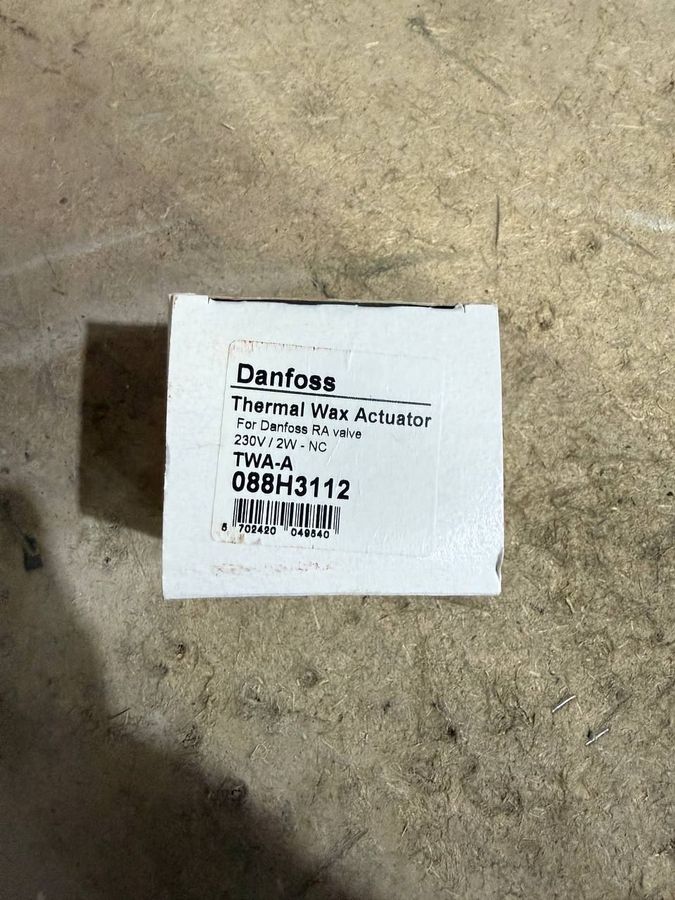 Danfoss
Thermal Wax Actuator
For Danfoss RA valve
230V / 2W - NC
TWA-A
088H3112
5 702420 049540